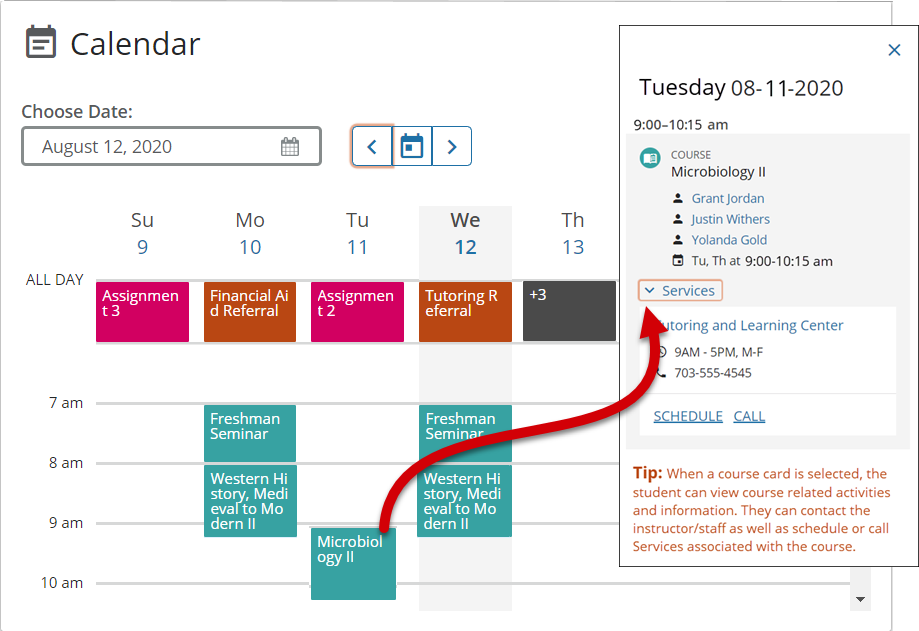 Calendar
Choose Date:
August 12, 2020
Su
Mo
Tu
We
Th
9
10
11
12
13
ALL DAY
Assignmen
t 3
Financial Ai
d Referral
Assignmen
t 2
Tutoring R
eferral
+3
7 am
Freshman
Seminar
Freshman
Seminar
8 am
Western Hi
story, Medi
eval to Mo
dern II
Western Hi
story, Medi
eval to Mo
dern II
9 am
Microbiol
ogy II
10 am
Tuesday 08-11-2020
9:00–10:15 am
COURSE
Microbiology II
Grant Jordan
Justin Withers
Yolanda Gold
Tu, Th at 9:00-10:15 am
Services
utoring and Learning Center
9AM - 5PM, M-F
703-555-4545
SCHEDULE CALL
Tip: When a course card is selected, the
student can view course related activities
and information. They can contact the
instructor/staff as well as schedule or call
Services associated with the course.